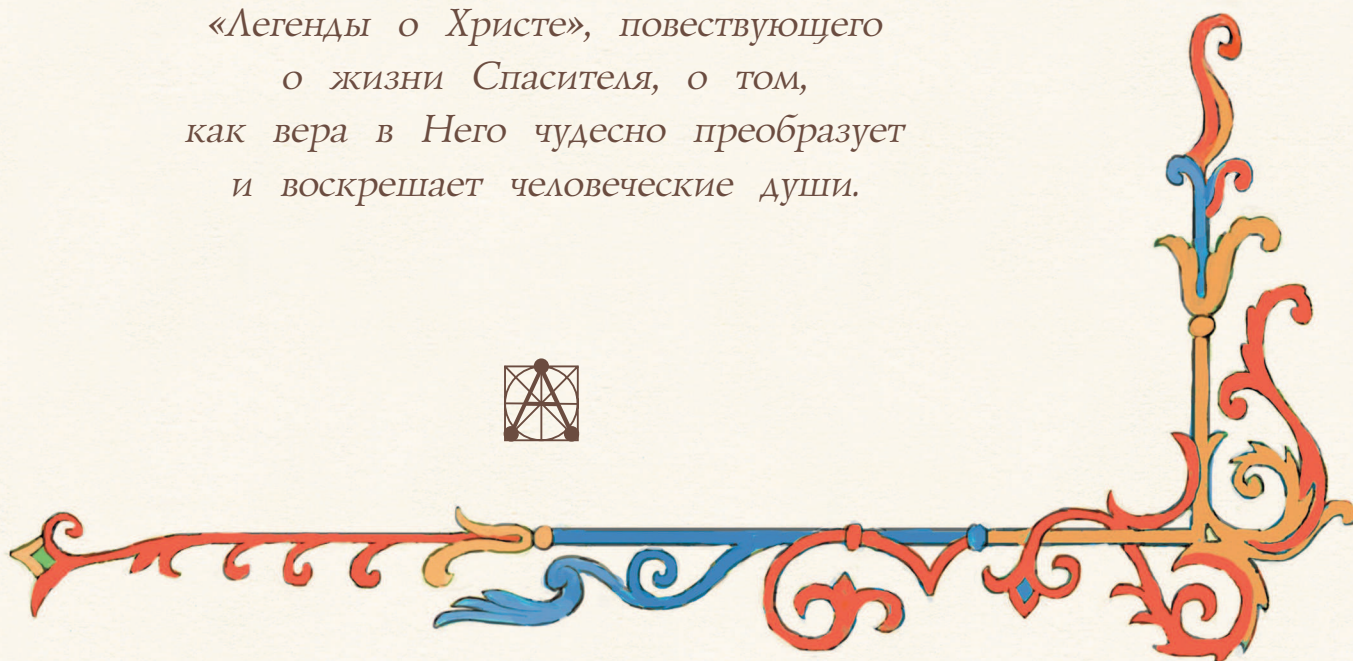 «Легенды о Христе», повествующего
о жизни Спасителя, о том,
как вера в Него чудесно преобразует
и воскрешает человеческие души.